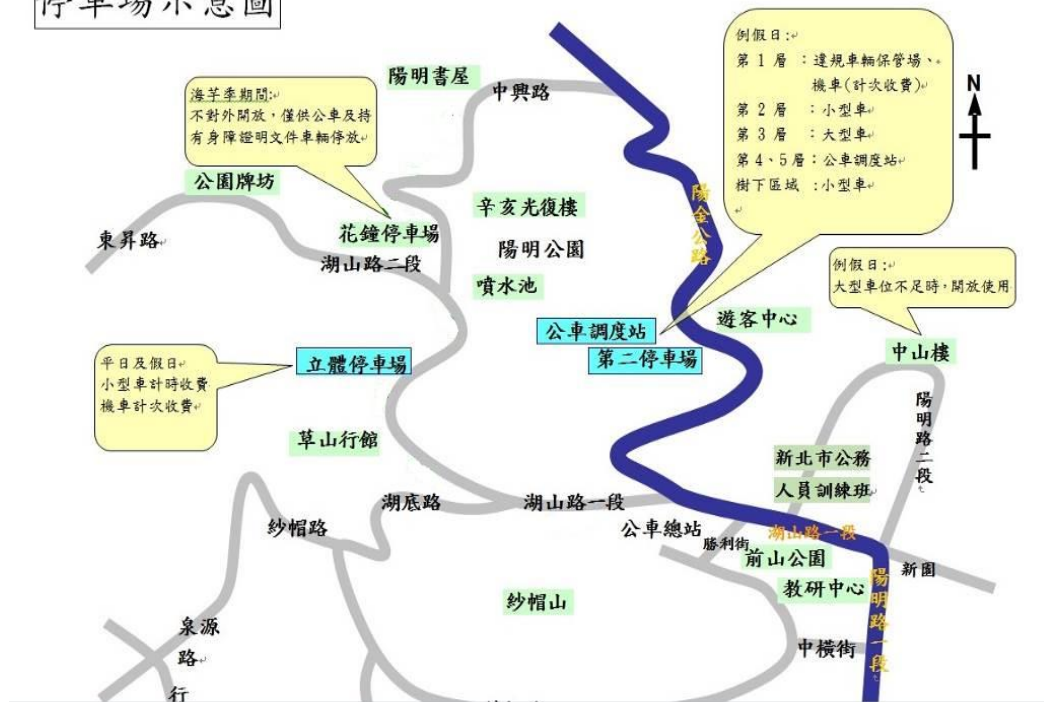 停車場示意圖
例假日:
第 1 層 ：違規車輛保管場、
機車(計次收費)
第 2 層 ：小型車
第 3 層 ：大型車
第 4、5 層：公車調度站
樹下區域 ：小型車
N
陽明書屋
中興路
海芋季期間:
不對外開放，僅供公車及持
有身障證明文件車輛停放
公園牌坊
辛亥光復樓
陽金公路
東昇路
花鐘停車場
陽明公園
湖山路二段
例假日:
大型車位不足時，開放使用
噴水池
遊客中心
公車調度站
第二停車場
中山樓
立體停車場
平日及假日
小型車計時收費
機車計次收費
陽明路二段
草山行館
新北市公務
人員訓練班
湖底路
湖山路一段
紗帽路
公車總站
勝利街
湖山路一段
前山公園
新園
教研中心
陽明路一段
紗帽山
泉源
路
中橫街
行